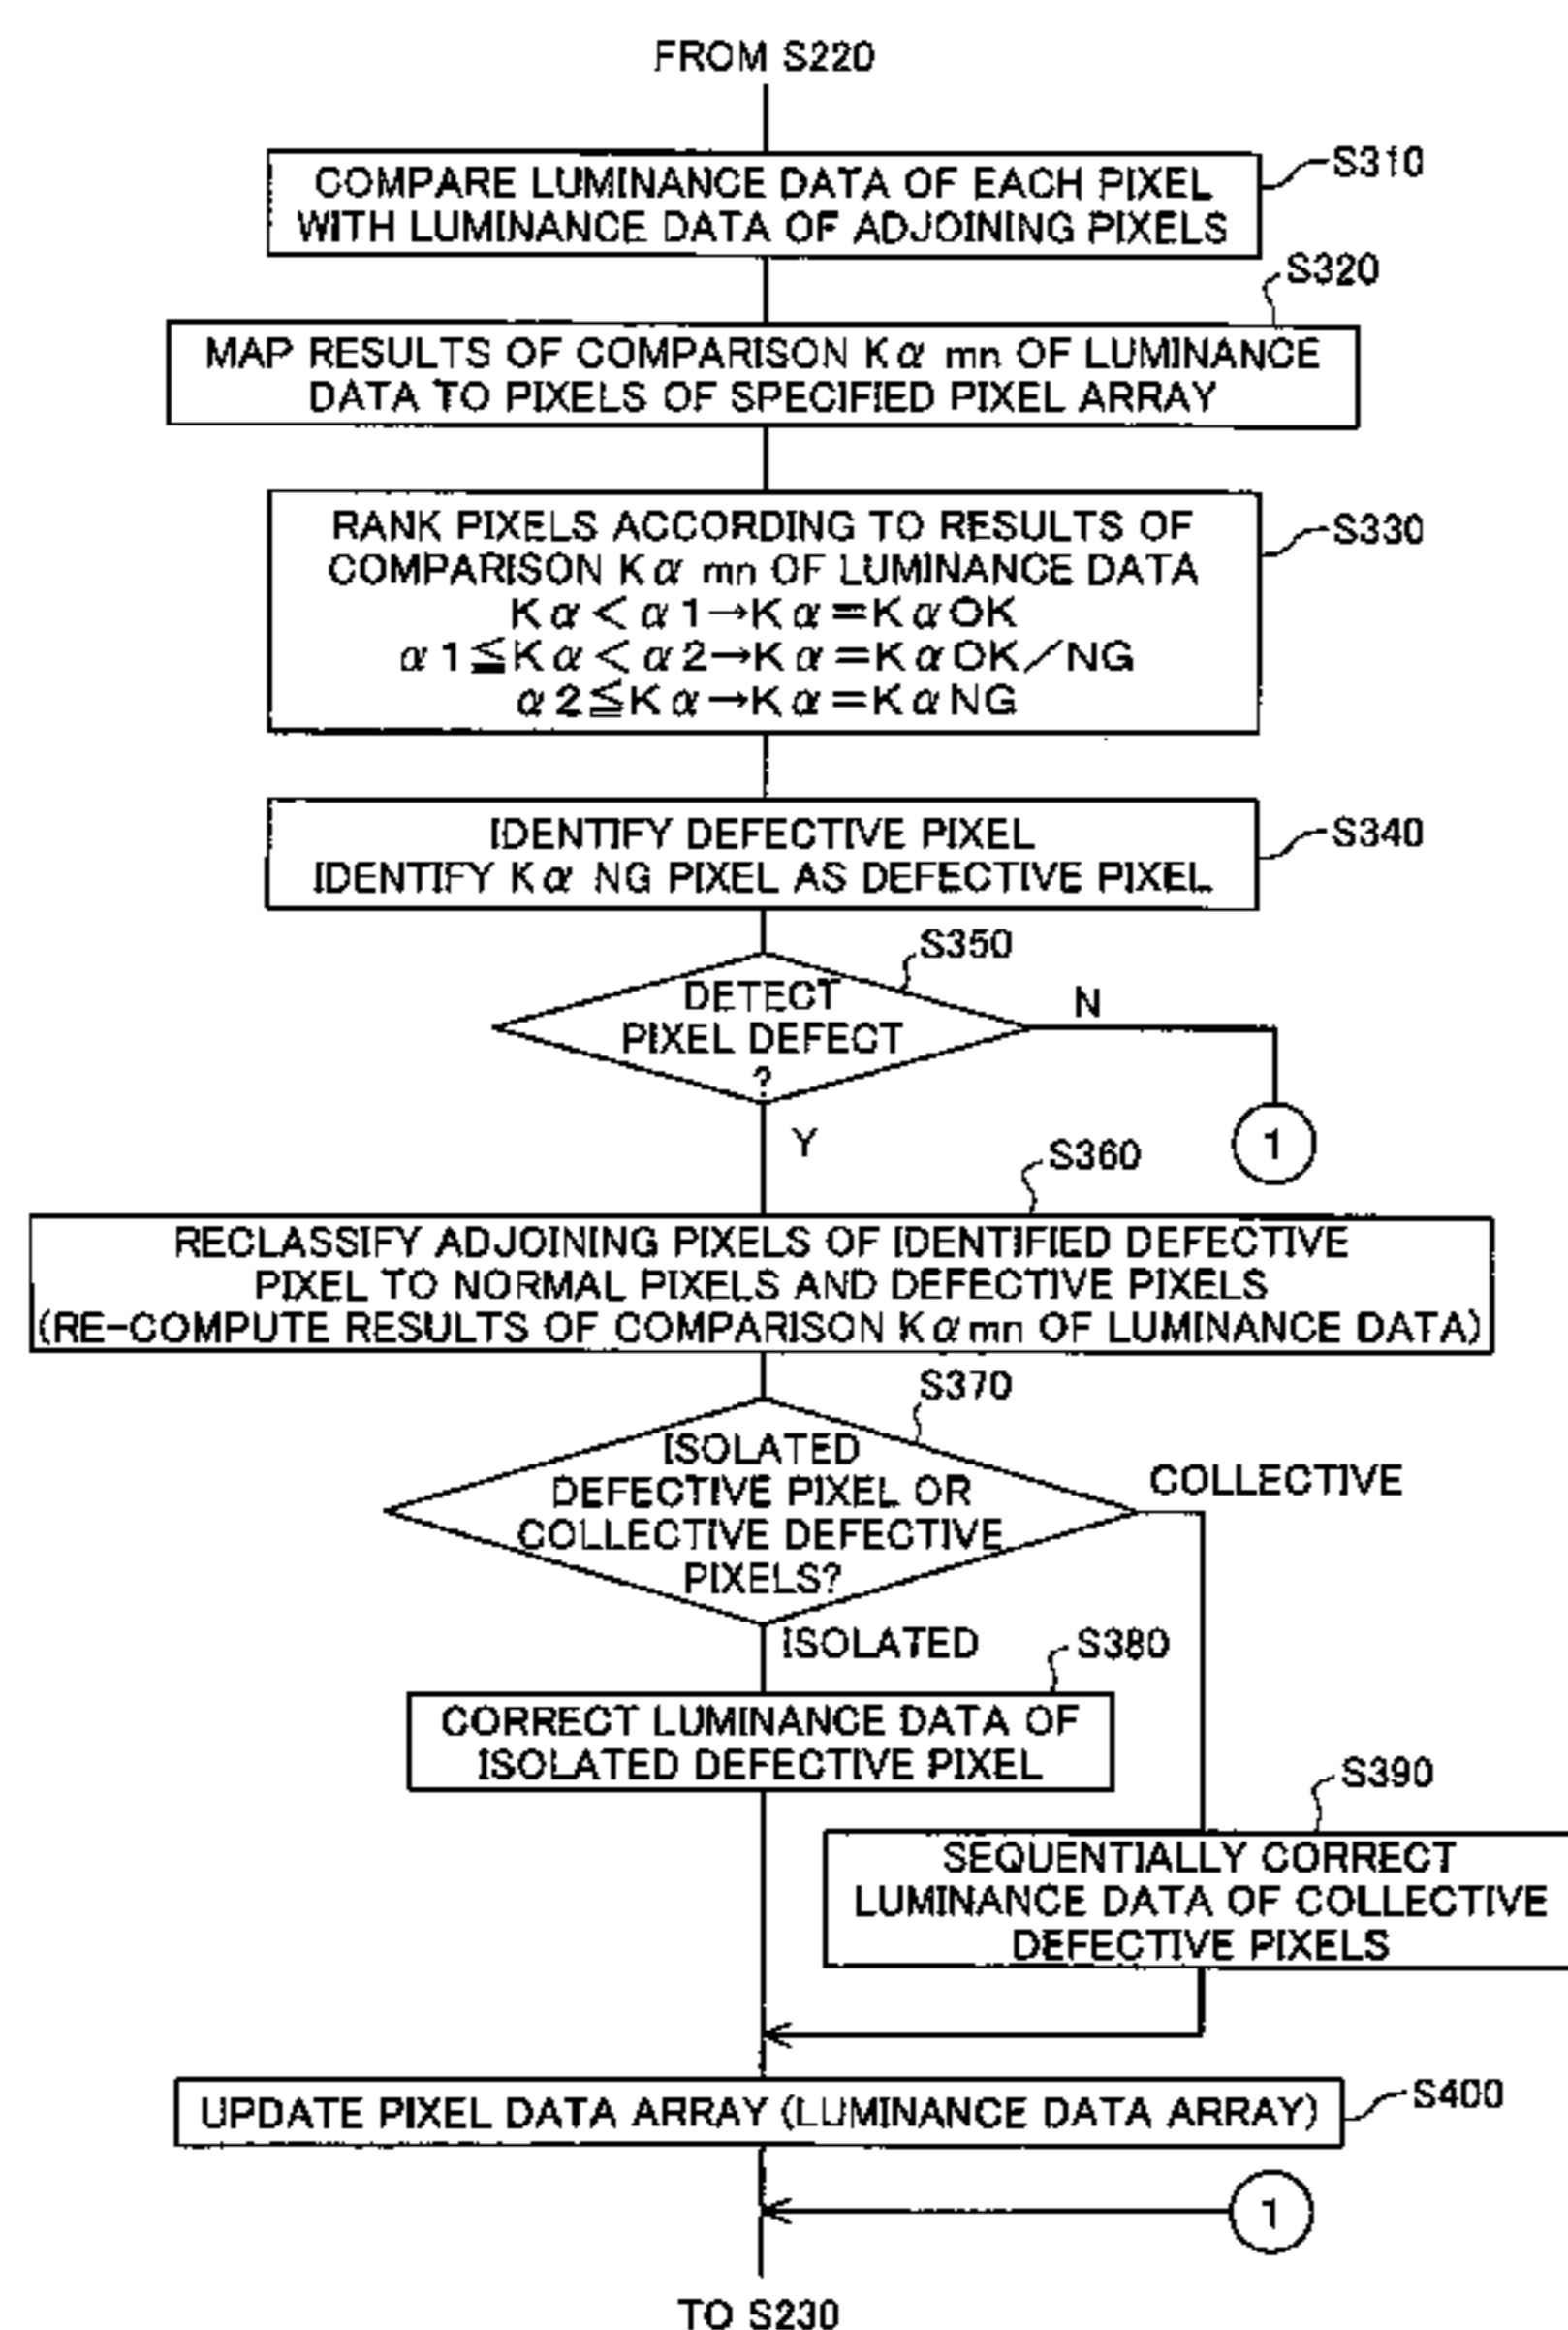 FROM S220
COMPARE LUMINANCE DATA OF EACH PIXEL
WITH LUMINANCE DATA OF ADJOINING PIXELS
S310
S320
MAP RESULTS OF COMPARISON Kα mn OF LUMINANCE
DATA TO PIXELS OF SPECIFIED PIXEL ARRAY
RANK PIXELS ACCORDING TO RESULTS OF
COMPARISON Kα mn OF LUMINANCE DATA
Kα<α1→Kα=KαOK
α1≦Kα<α2→Kα=KαOK/NG
α2≦Kα→Kα=KαNG
S330
IDENTIFY DEFECTIVE PIXEL
IDENTIFY Kα NG PIXEL AS DEFECTIVE PIXEL
S340
S350
DETECT
PIXEL DEFECT
?
N
1
Y
S360
RECLASSIFY ADJOINING PIXELS OF IDENTIFIED DEFECTIVE
PIXEL TO NORMAL PIXELS AND DEFECTIVE PIXELS
(RE-COMPUTE RESULTS OF COMPARISON Kαmn OF LUMINANCE DATA)
S370
ISOLATED
DEFECTIVE PIXEL OR
COLLECTIVE DEFECTIVE
PIXELS?
COLLECTIVE
ISOLATED
S380
CORRECT LUMINANCE DATA OF
ISOLATED DEFECTIVE PIXEL
S390
SEQUENTIALLY CORRECT
LUMINANCE DATA OF COLLECTIVE
DEFECTIVE PIXELS
UPDATE PIXEL DATA ARRAY (LUMINANCE DATA ARRAY)
S400
1
TO S230